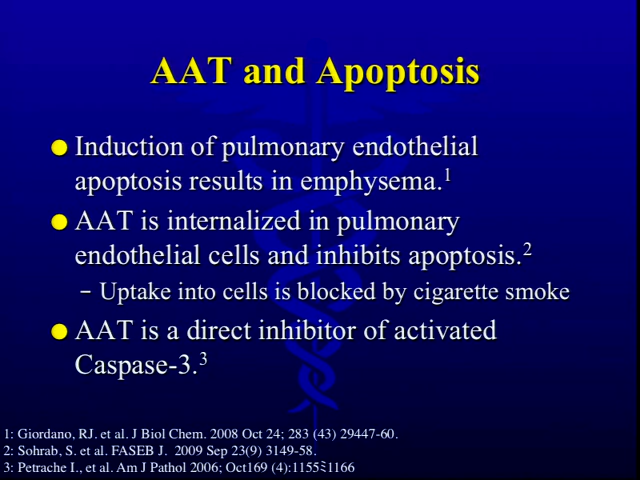 AAT and Apoptosis
● Induction of pulmonary endothelial
apoptosis results in emphysema.¹
● AAT is internalized in pulmonary
endothelial cells and inhibits apoptosis.²
– Uptake into cells is blocked by cigarette smoke
● AAT is a direct inhibitor of activated
Caspase-3.³
1: Giordano, RJ. et al. J Biol Chem. 2008 Oct 24; 283 (43) 29447-60.
2: Sohrab, S. et al. FASEB J. 2009 Sep 23(9) 3149-58.
3: Petrache I., et al. Am J Pathol 2006; Oct169 (4):1155-1166